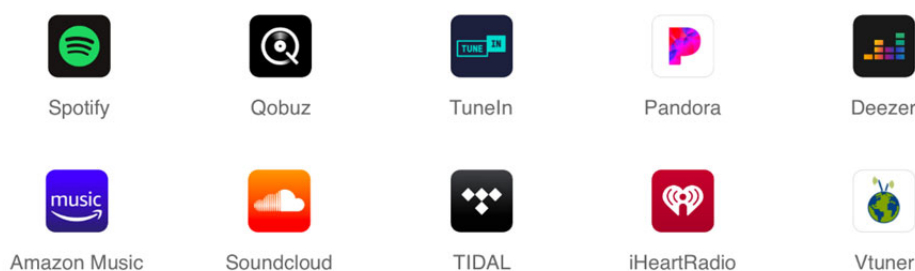 TUNE IN
Spotify Qobuz TuneIn Pandora Deezer
music
Amazon Music Soundcloud TIDAL iHeartRadio Vtuner